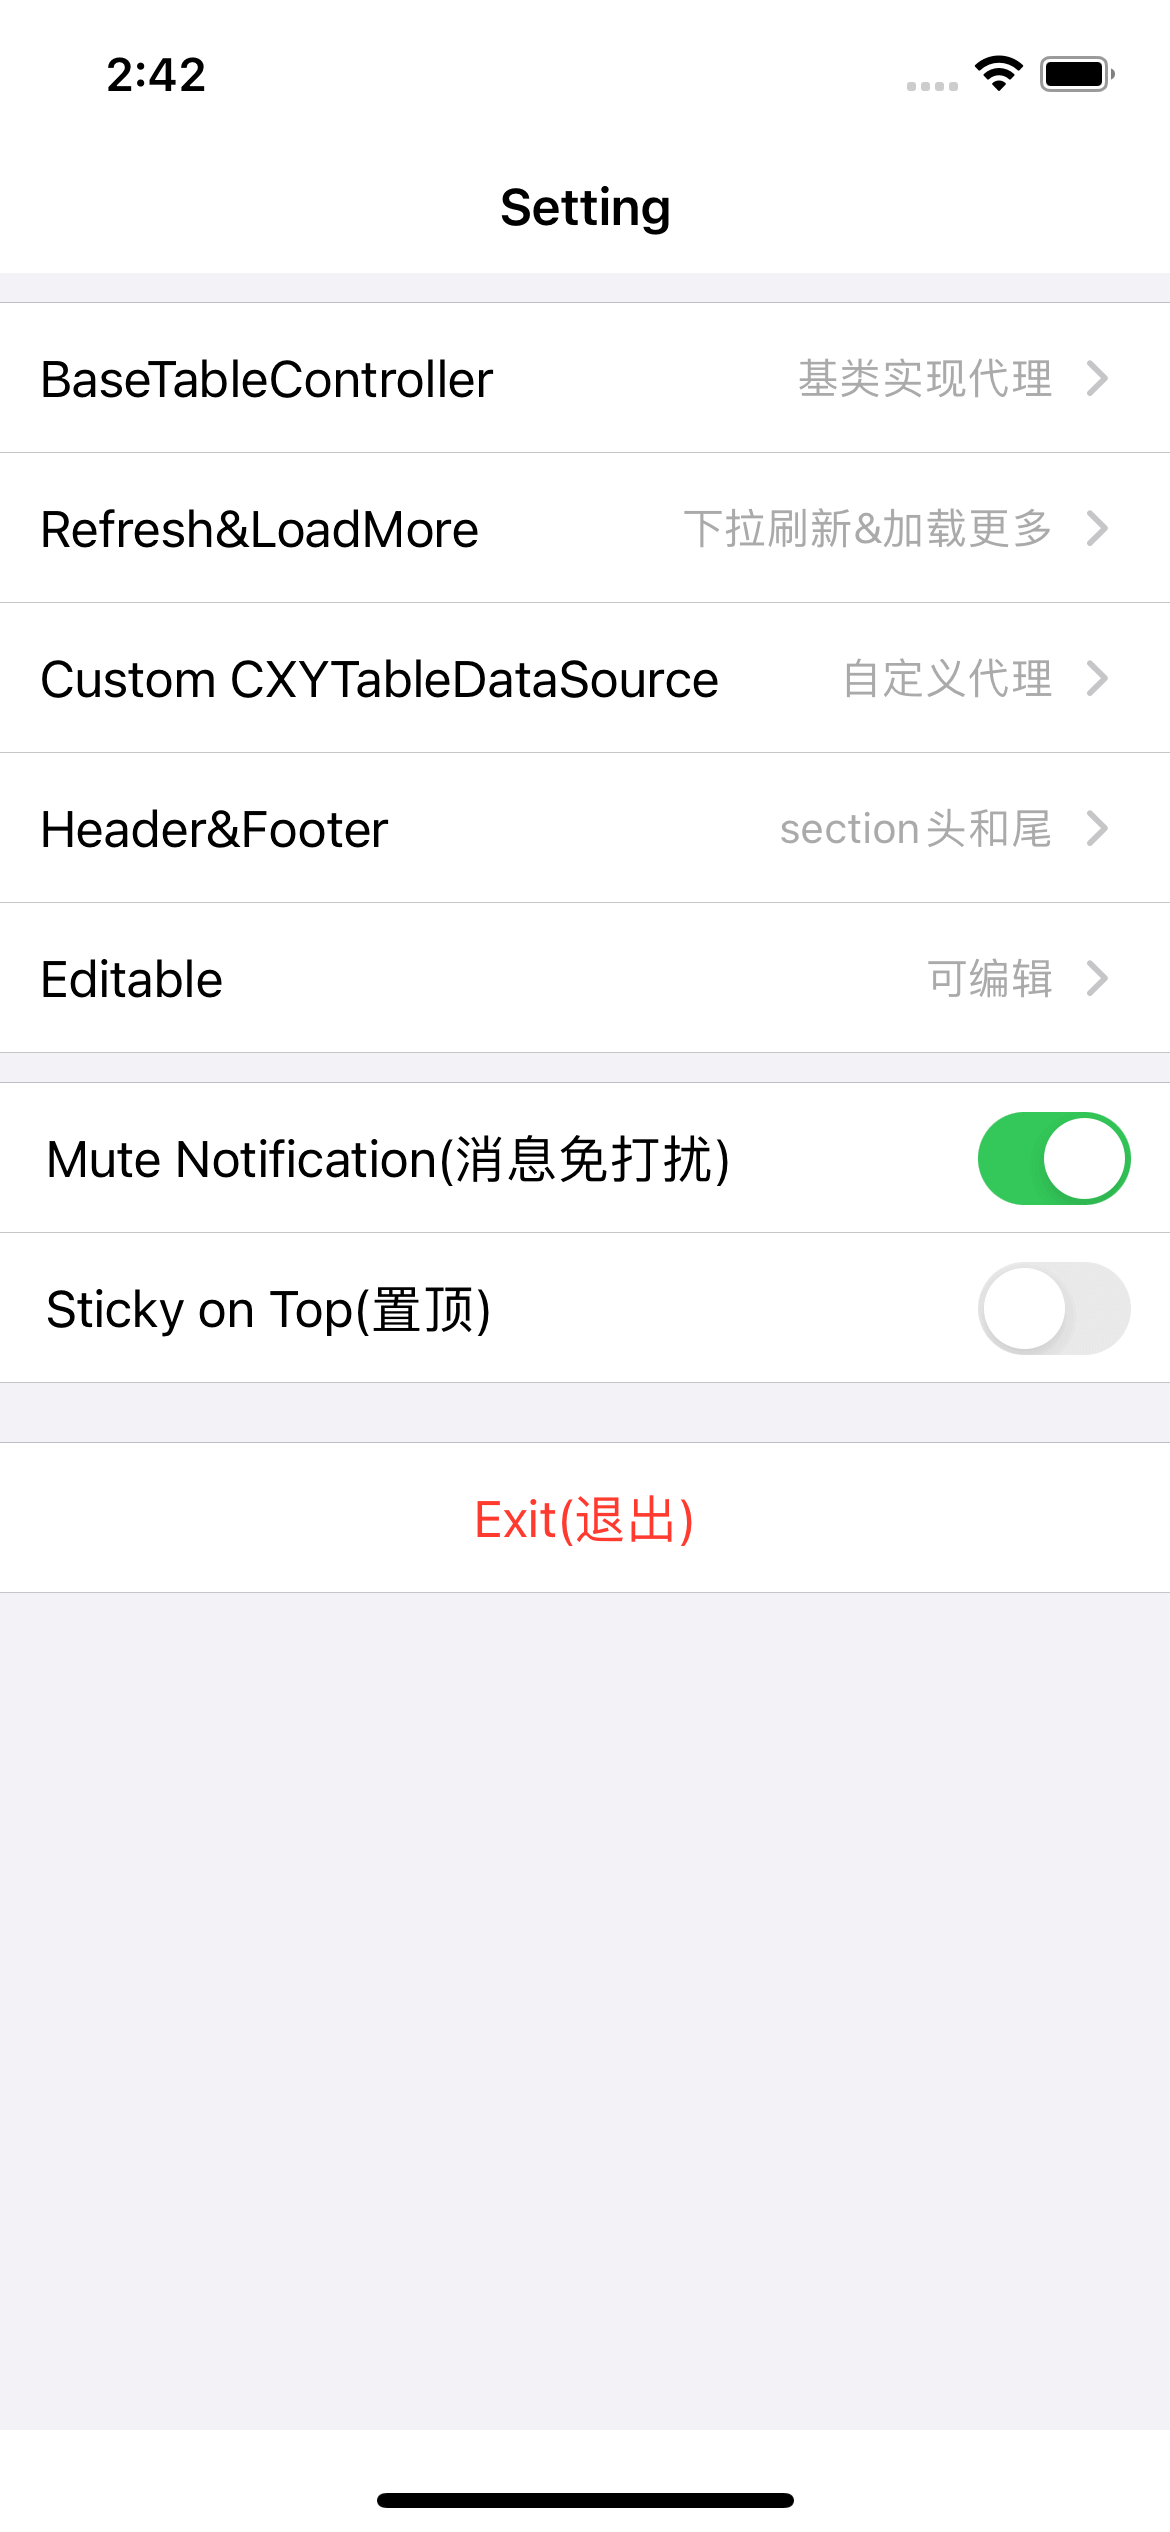 2:42
Setting
BaseTableController 基类实现代理
Refresh&LoadMore 下拉刷新&加载更多
Custom CXYTableDataSource 自定义代理
Header&Footer section头和尾
Editable 可编辑
Mute Notification(消息免打扰)
Sticky on Top(置顶)
Exit(退出)